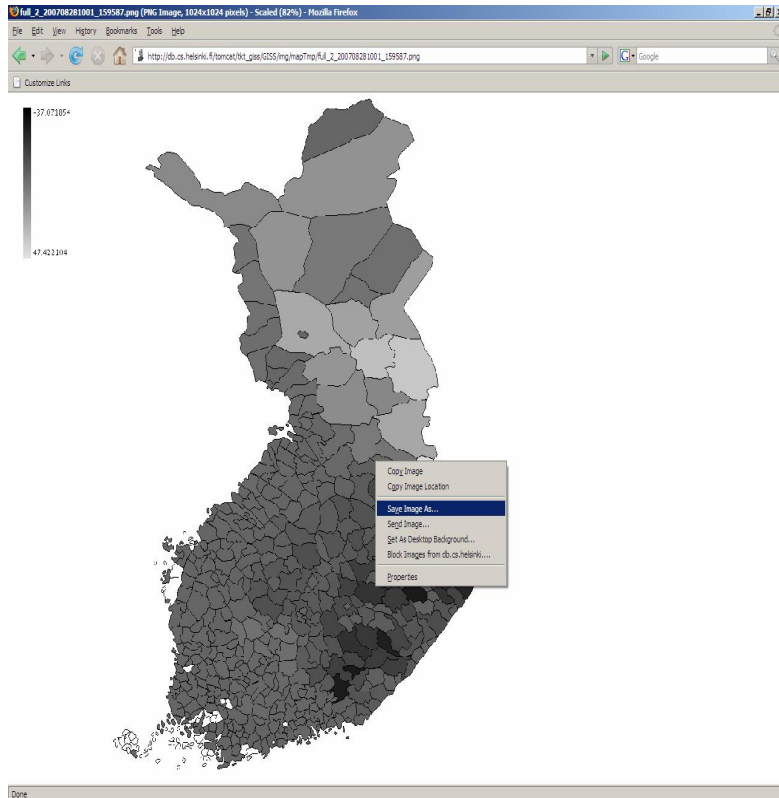 full_2_200708281001_159587.png (PNG Image, 1024x1024 pixels) - Scaled (82%) - Mozilla Firefox
File Edit View History Bookmarks Tools Help
http://db.cs.helsinki.fi/tomcat/tkt_giss/GISS/img/mapTmp/full_2_200708281001_159587.png
Google
Customize Links
-37.071854
47.422104
Copy Image
Copy Image Location
Save Image As...
Send Image...
Set As Desktop Background...
Block Images from db.cs.helsinki....
Properties
Done